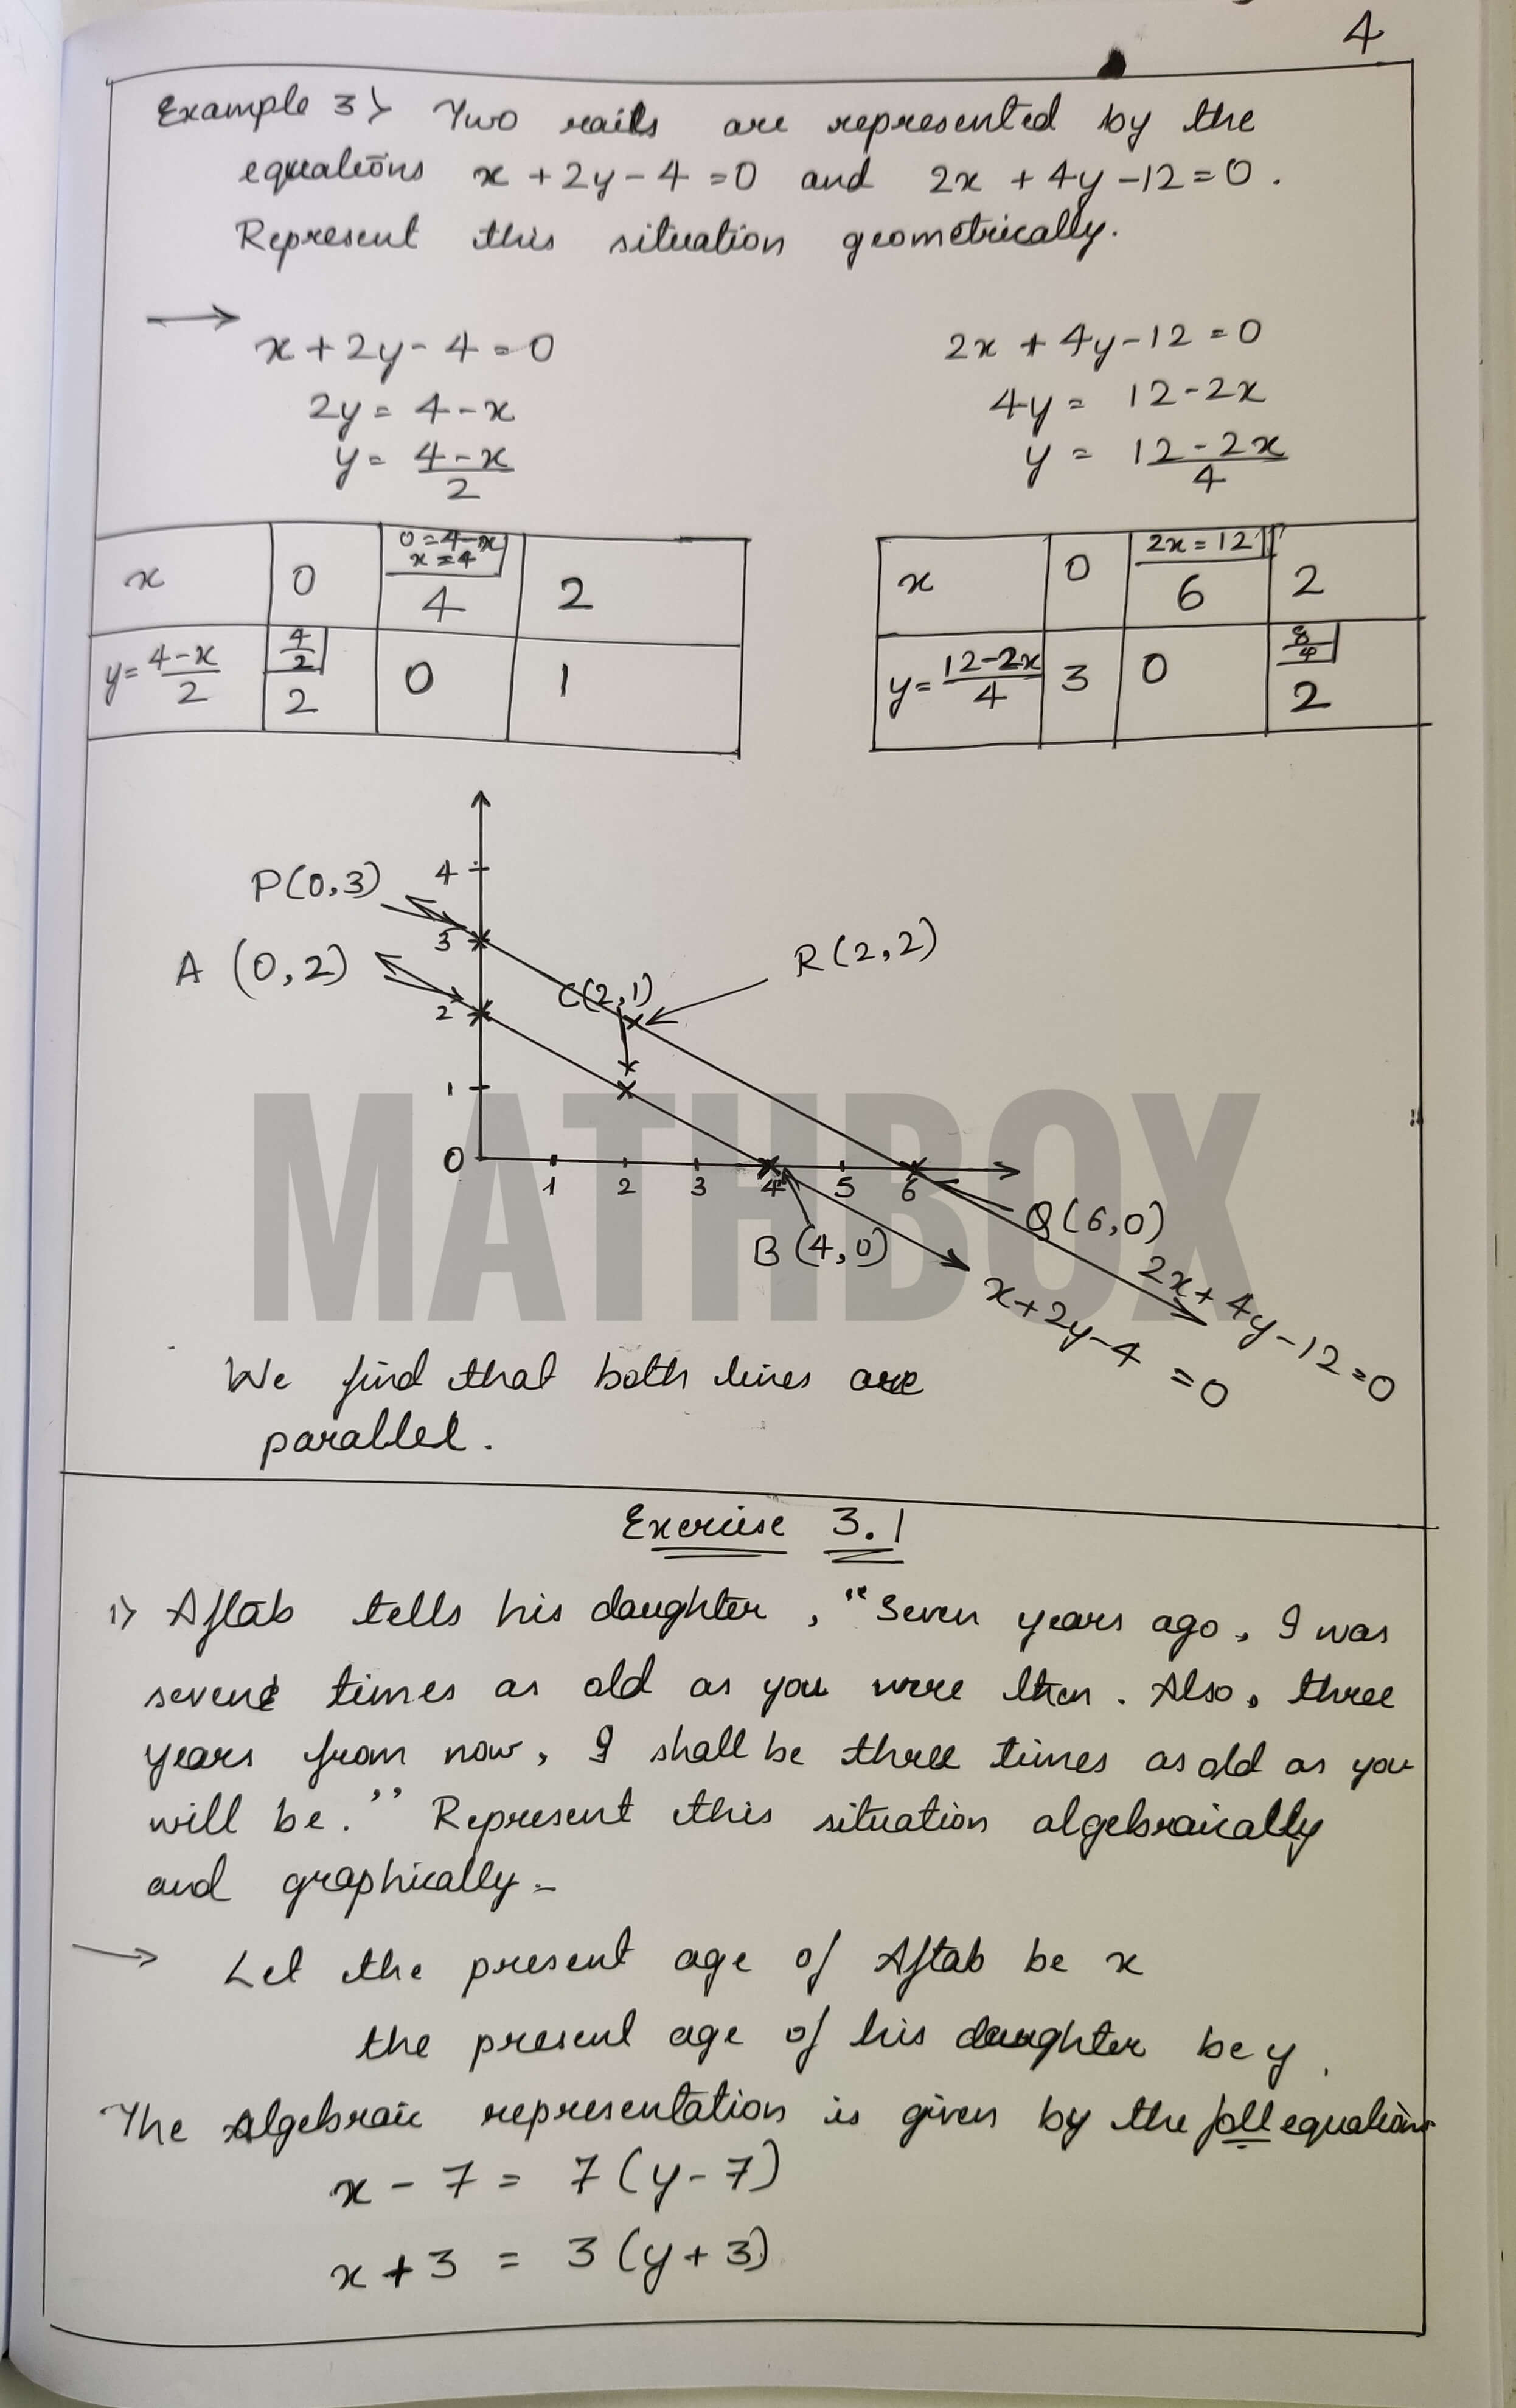 4
Example 3> Two rails are represented by the
equations x + 2y - 4 = 0 and 2x + 4y - 12 = 0.
Represent this situation geometrically.
→ x + 2y - 4 = 0
2y = 4 - x
y = 4 - x / 2
2x + 4y - 12 = 0
4y = 12 - 2x
y = 12 - 2x / 4
0 = 4 - x
x = 4
x 0 4 2
4/2
y = 4 - x / 2 2 0 1
2x = 12
x 0 6 2
8/4
y = 12 - 2x / 4 3 0 2
4
P(0,3)
3
A (0,2)
R(2,2)
C(2,1)
2
1
0
1 2 3 4 5 6
Q(6,0)
B(4,0)
2x + 4y - 12 = 0
x + 2y - 4 = 0
MATHBOX
We find that both lines are
parallel.
Exercise 3.1
1> Aftab tells his daughter, "Seven years ago, I was
seven times as old as you were then. Also, three
years from now, I shall be three times as old as you
will be." Represent this situation algebraically
and graphically-
→ Let the present age of Aftab be x
the present age of his daughter be y.
The Algebraic representation is given by the foll equations
x - 7 = 7(y - 7)
x + 3 = 3(y + 3)